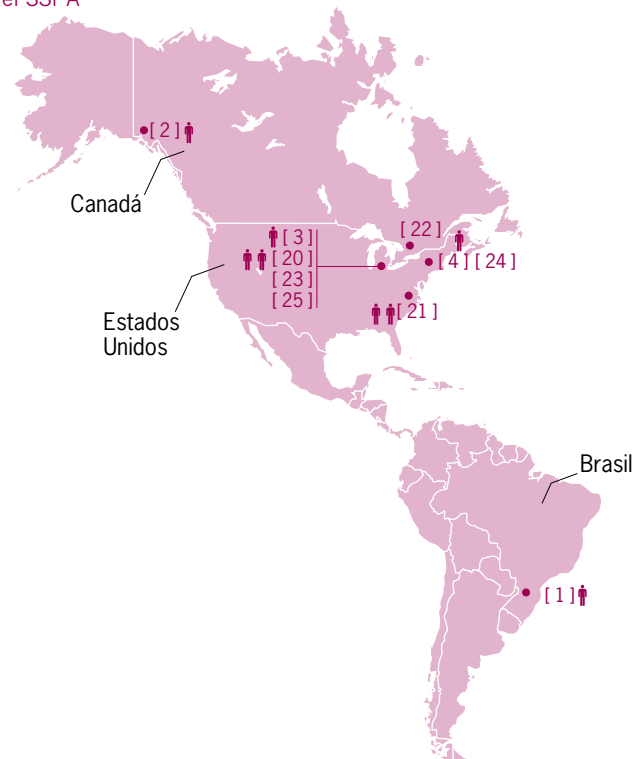 el SSPA
[ 2 ]
Canadá
[ 22 ]
[ 3 ]
[ 20 ]
[ 4 ] [ 24 ]
[ 23 ]
[ 25 ]
[ 21 ]
Estados
Unidos
Brasil
[ 1 ]